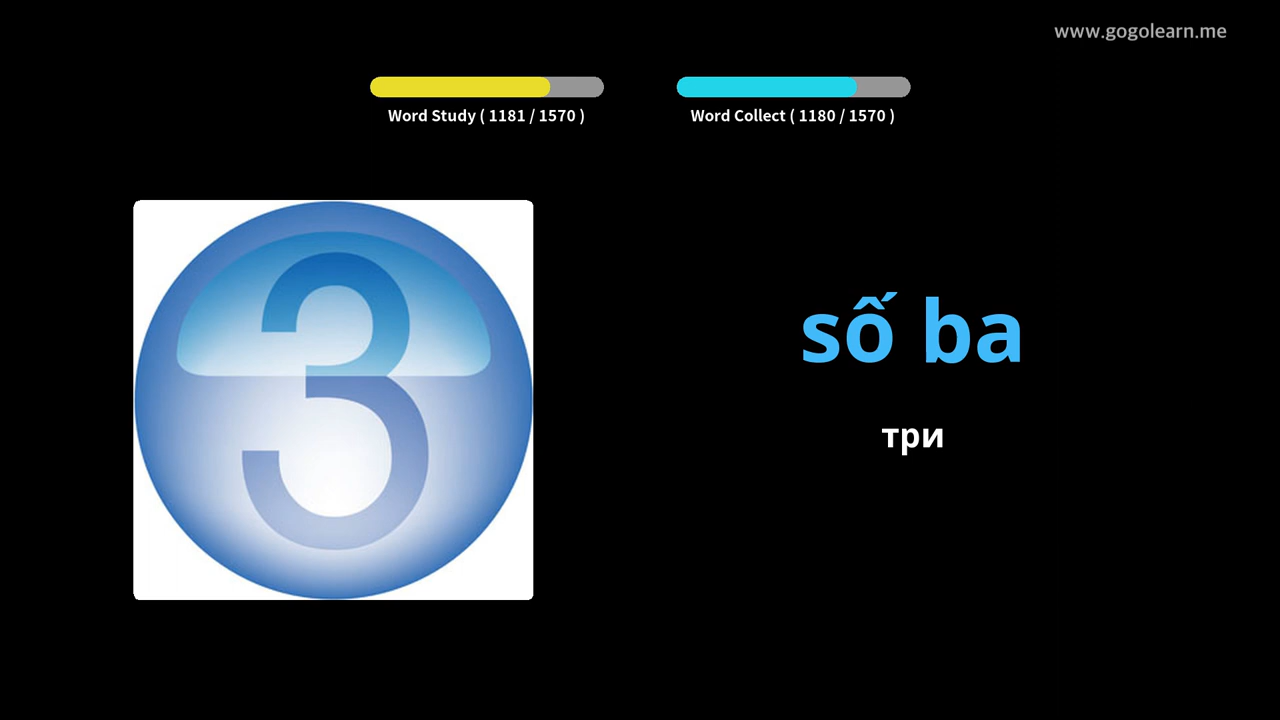 www.gogolearn.me
Word Study ( 1181 / 1570 )
Word Collect ( 1180 / 1570 )
3
số ba
три